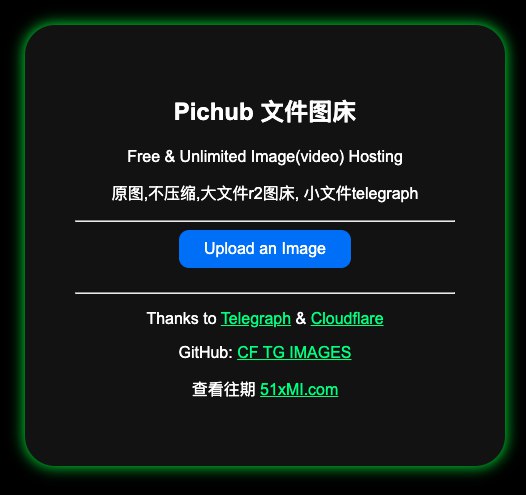 Pichub 文件图床
Free & Unlimited Image(video) Hosting
原图,不压缩,大文件r2图床, 小文件telegraph
Upload an Image
Thanks to Telegraph & Cloudflare
GitHub: CF TG IMAGES
查看往期 51xMI.com